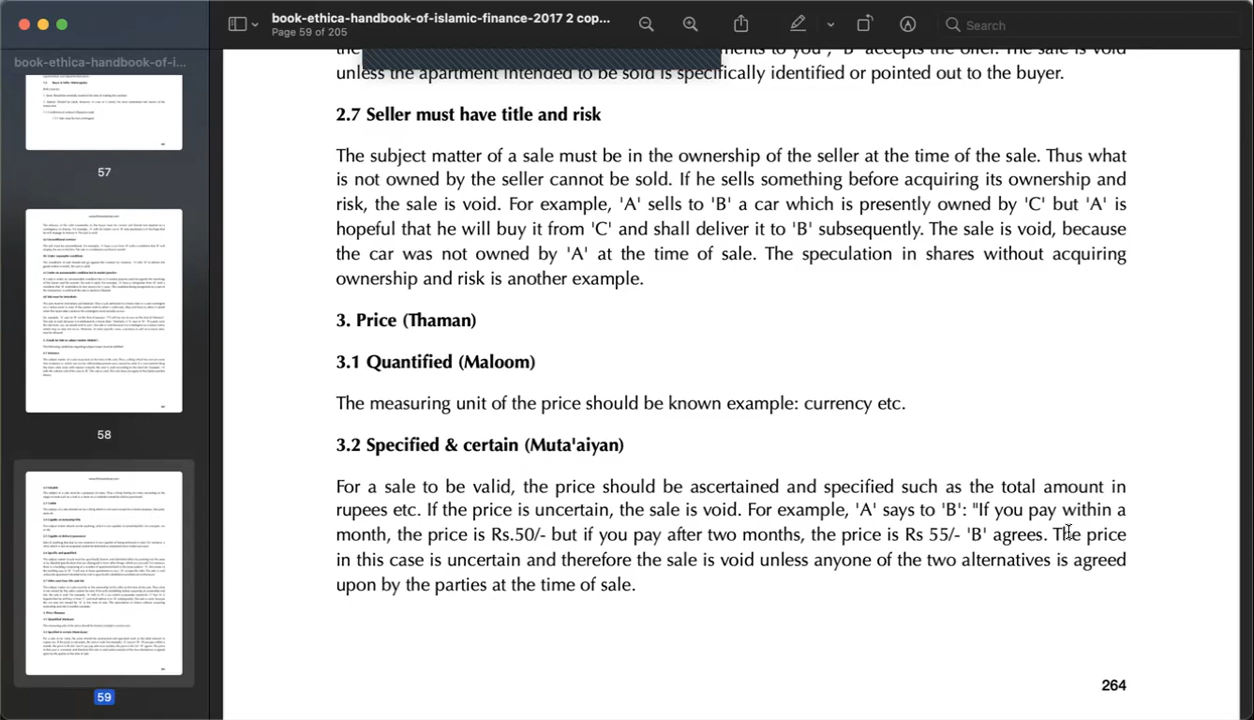 book-ethica-handbook-of-islamic-finance-2017 2 cop...
Page 59 of 205
Search
book-ethica-handbook-of-i...
57
58
59
the ments to you", 'B' accepts the offer. The sale is void
unless the apartment intended to be sold is specifically identified or pointed out to the buyer.
2.7 Seller must have title and risk
The subject matter of a sale must be in the ownership of the seller at the time of the sale. Thus what
is not owned by the seller cannot be sold. If he sells something before acquiring its ownership and
risk, the sale is void. For example, 'A' sells to 'B' a car which is presently owned by 'C' but 'A' is
hopeful that he will buy it from 'C' and shall deliver it to 'B' subsequently. The sale is void, because
the car was not owned by 'A' at the time of sale. The speculation in shares without acquiring
ownership and risk is another example.
3. Price (Thaman)
3.1 Quantified (Maloom)
The measuring unit of the price should be known example: currency etc.
3.2 Specified & certain (Muta'aiyan)
For a sale to be valid, the price should be ascertained and specified such as the total amount in
rupees etc. If the price is uncertain, the sale is void. For example, 'A' says to 'B': "If you pay within a
month, the price is Rs 50/- but if you pay after two months, the price is Rs 55/- 'B' agrees. The price
in this case is uncertain, therefore the sale is void unless anyone of the two alternatives is agreed
upon by the parties at the time of sale.
264